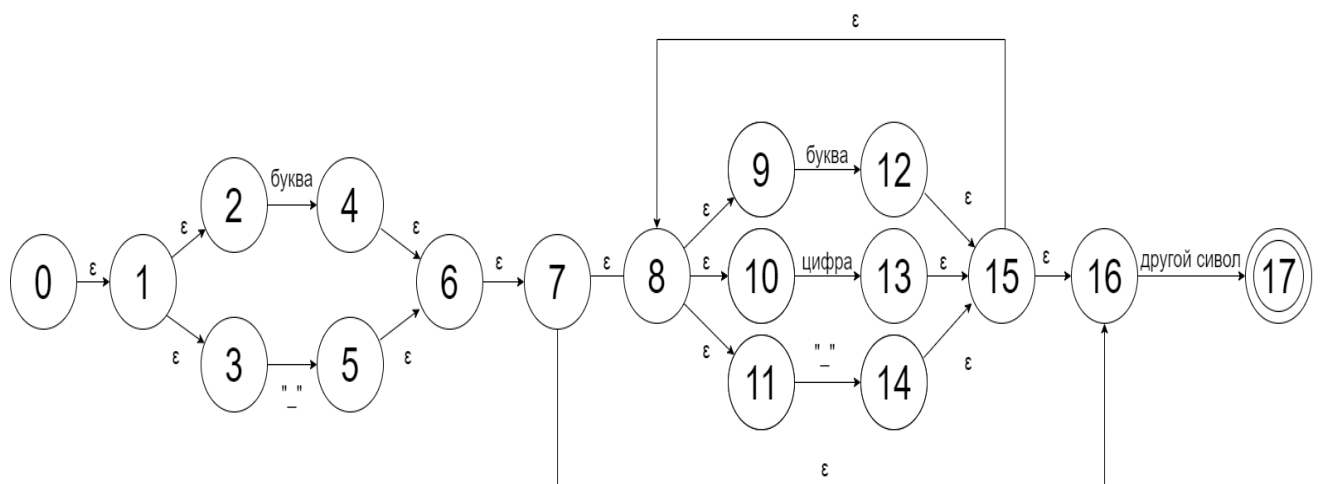 ε
буква
9
12
буква
2
4
ε
ε
ε
ε
ε
0
ε
1
6
ε
7
ε
8
ε
10
цифра
13
ε
15
ε
16
другой сивол
17
ε
3
5
ε
ε
11
"_"
14
ε
"_"
ε